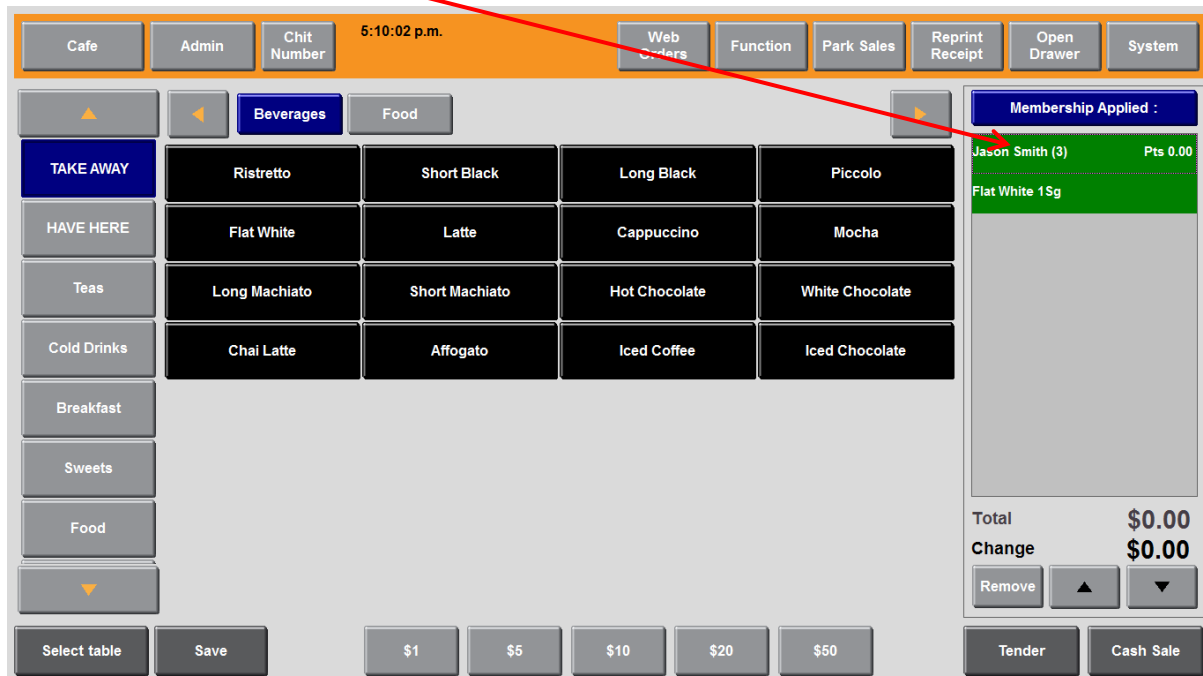 Cafe
Admin
Chit
Number
5:10:02 p.m.
Web
Orders
Function
Park Sales
Reprint
Receipt
Open
Drawer
System
Beverages
Food
Membership Applied :
TAKE AWAY
HAVE HERE
Teas
Cold Drinks
Breakfast
Sweets
Food
Ristretto
Short Black
Long Black
Piccolo
Flat White
Latte
Cappuccino
Mocha
Long Machiato
Short Machiato
Hot Chocolate
White Chocolate
Chai Latte
Affogato
Iced Coffee
Iced Chocolate
Jason Smith (3) Pts 0.00
Flat White 1Sg
Total $0.00
Change $0.00
Remove
Select table
Save
$1
$5
$10
$20
$50
Tender
Cash Sale